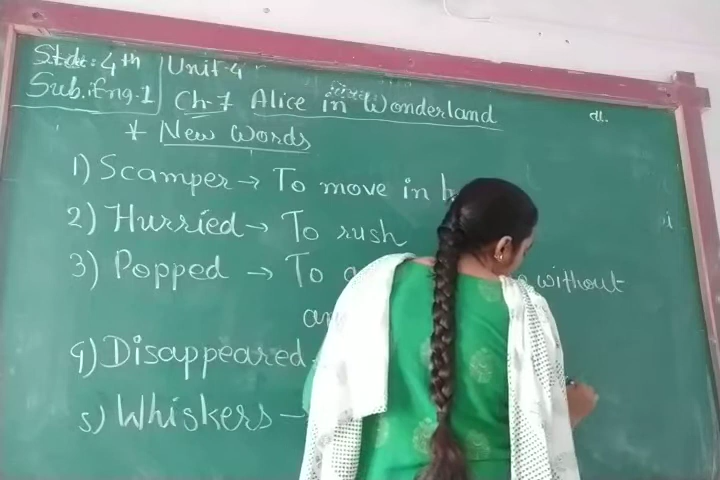 Std: 4th
Sub: Eng. 1
Unit-4
Ch-7 Alice in Wonderland
* New Words
1) Scamper → To move in
2) Hurried → To rush
3) Popped → To without
4) Disappeared
5) Whiskers